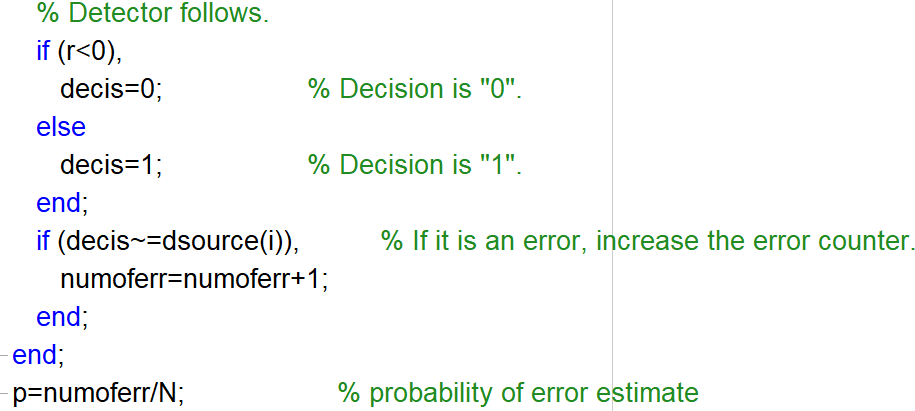 % Detector follows.
if (r<0),
decis=0; % Decision is "0".
else
decis=1; % Decision is "1".
end;
if (decis~=dsource(i)), % If it is an error, increase the error counter.
numoferr=numoferr+1;
end;
end;
p=numoferr/N; % probability of error estimate